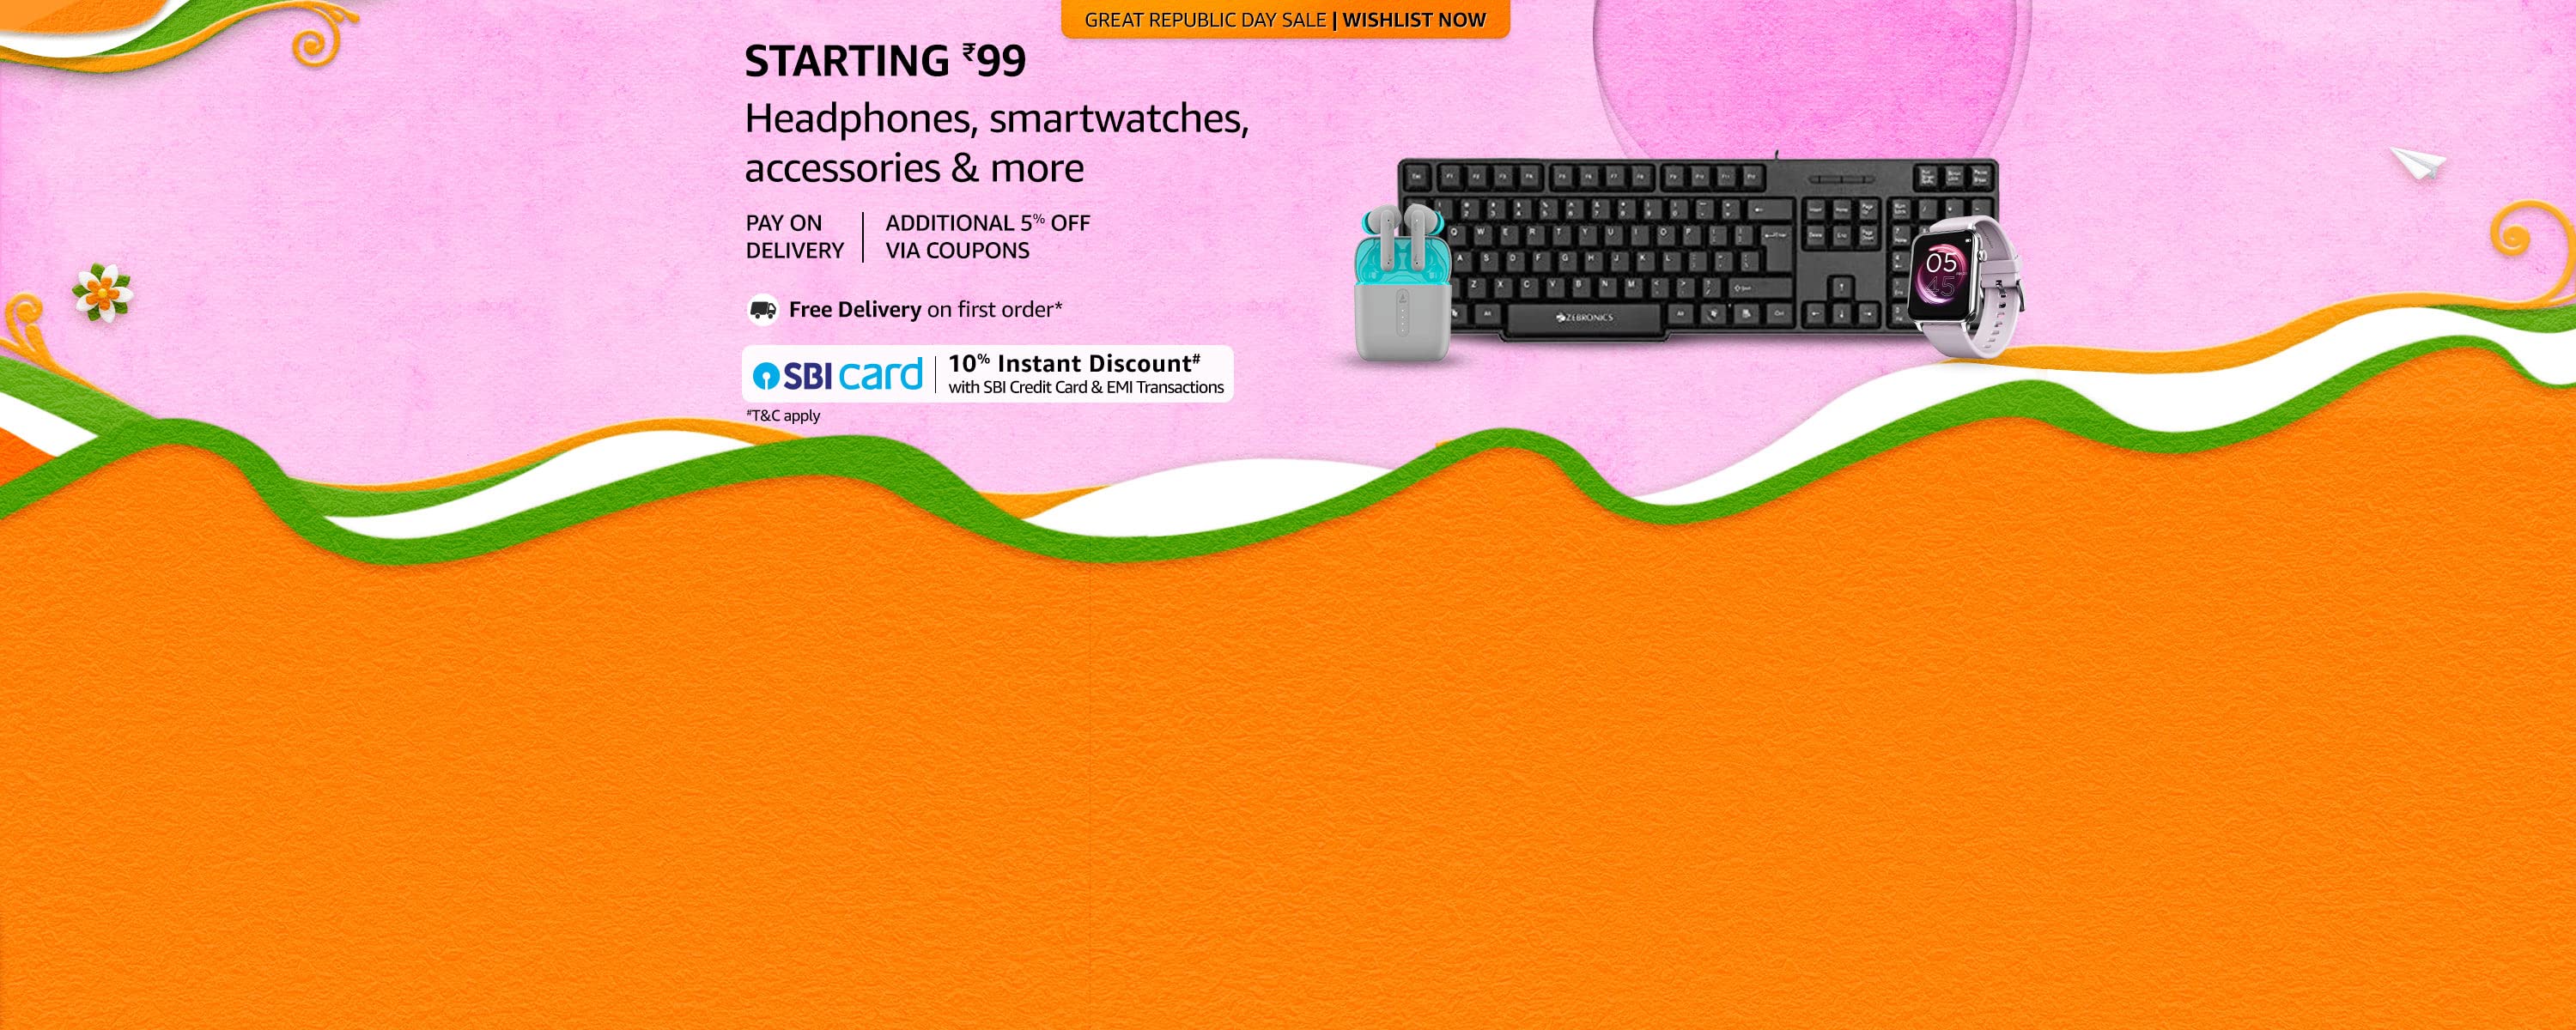 GREAT REPUBLIC DAY SALE | WISHLIST NOW
STARTING ₹99
Headphones, smartwatches,
accessories & more
PAY ON
DELIVERY
ADDITIONAL 5% OFF
VIA COUPONS
Free Delivery on first order*
SBI card
10% Instant Discount#
with SBI Credit Card & EMI Transactions
#T&C apply
ZEBRONICS
05
45